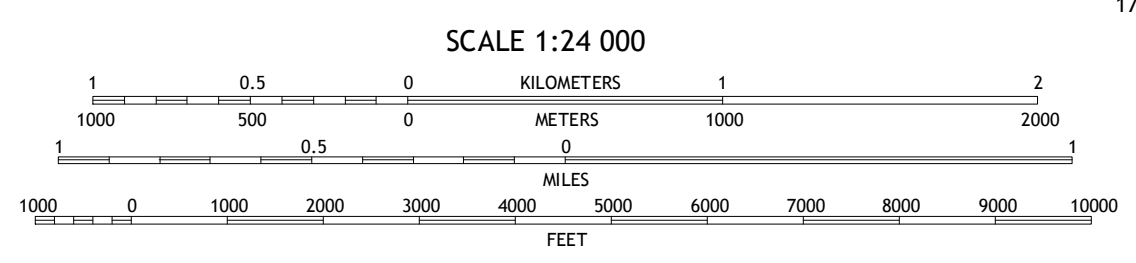 17
SCALE 1:24 000
1 0.5 0 KILOMETERS 1 2
1000 500 0 METERS 1000 2000
1 0.5 0 1
MILES
1000 0 1000 2000 3000 4000 5000 6000 7000 8000 9000 10000
FEET